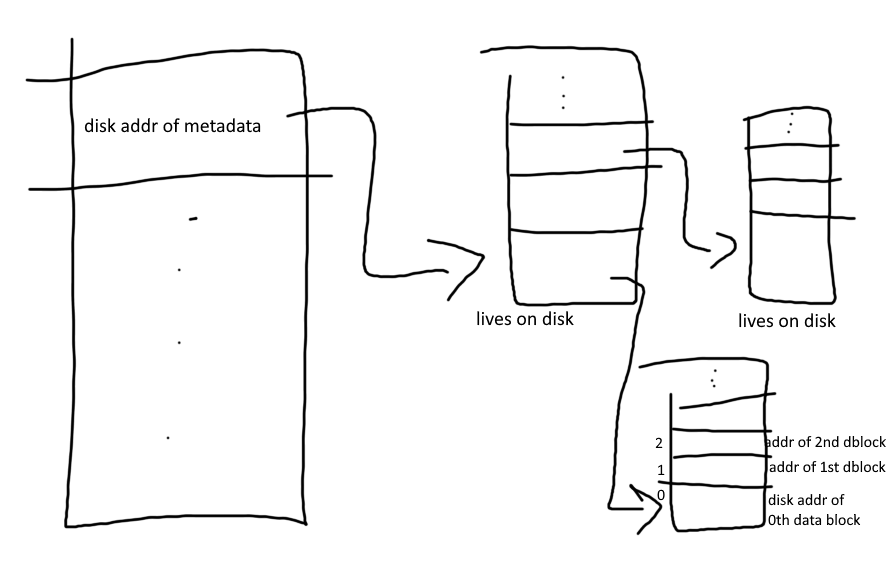 disk addr of metadata
lives on disk
lives on disk
2
addr of 2nd dblock
1
addr of 1st dblock
0
disk addr of
0th data block